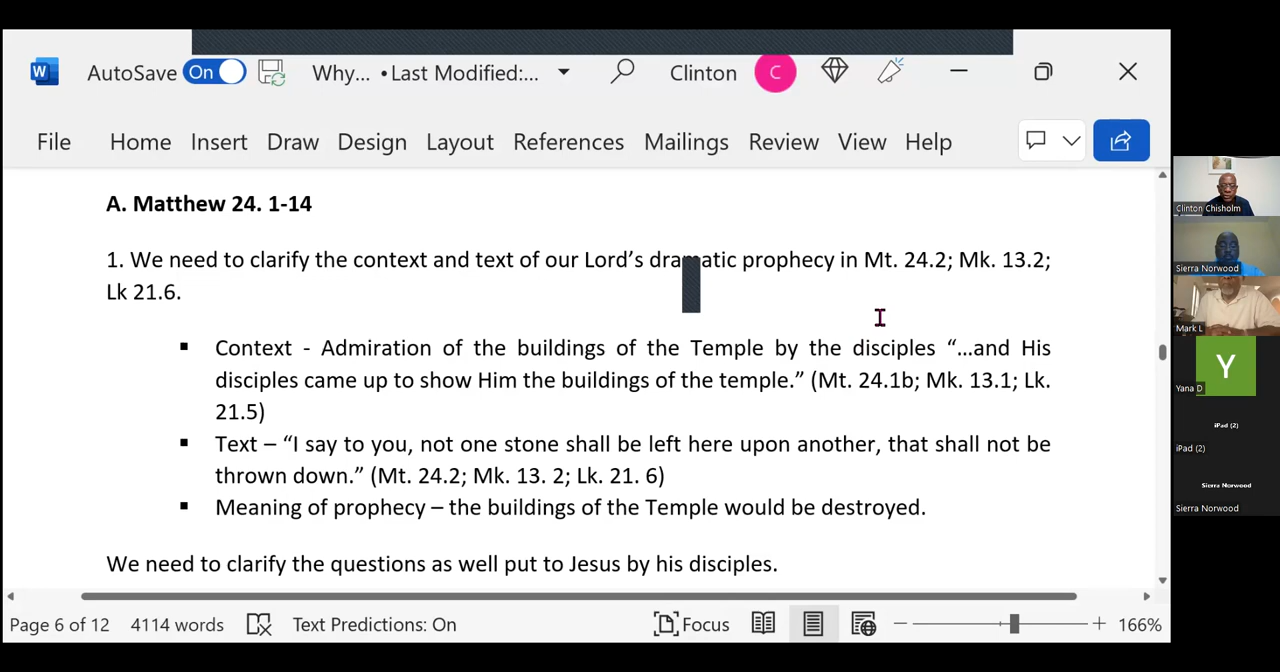 W AutoSave On Why... • Last Modified:... Clinton C
File Home Insert Draw Design Layout References Mailings Review View Help
A. Matthew 24. 1-14
1. We need to clarify the context and text of our Lord’s dramatic prophecy in Mt. 24.2; Mk. 13.2;
Lk 21.6.
▪ Context - Admiration of the buildings of the Temple by the disciples “…and His
disciples came up to show Him the buildings of the temple.” (Mt. 24.1b; Mk. 13.1; Lk.
21.5)
▪ Text – “I say to you, not one stone shall be left here upon another, that shall not be
thrown down.” (Mt. 24.2; Mk. 13. 2; Lk. 21. 6)
▪ Meaning of prophecy – the buildings of the Temple would be destroyed.
We need to clarify the questions as well put to Jesus by his disciples.
Page 6 of 12 4114 words Text Predictions: On Focus 166%
Clinton Chisholm
Sierra Norwood
Mark L
Y
Yana D
iPad (2)
iPad (2)
Sierra Norwood
Sierra Norwood